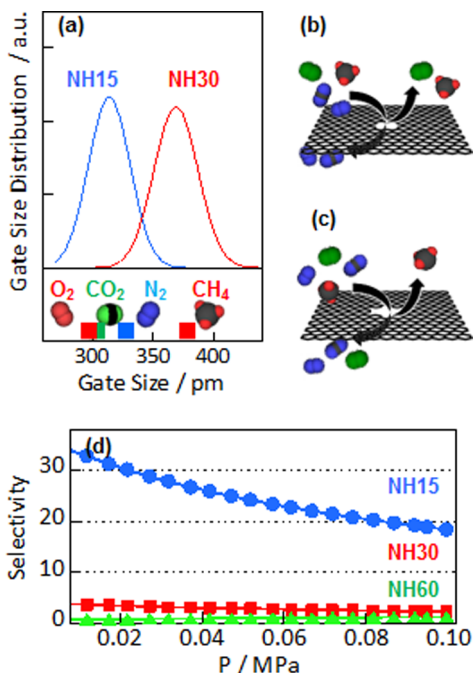 (a)
NH15 NH30
Gate Size Distribution / a.u.
O₂ CO₂ N₂ CH₄
300 350 400
Gate Size / pm
(b)
(c)
(d)
30
20
10
0
Selectivity
NH15
NH30
NH60
0.02 0.04 0.06 0.08 0.10
P / MPa